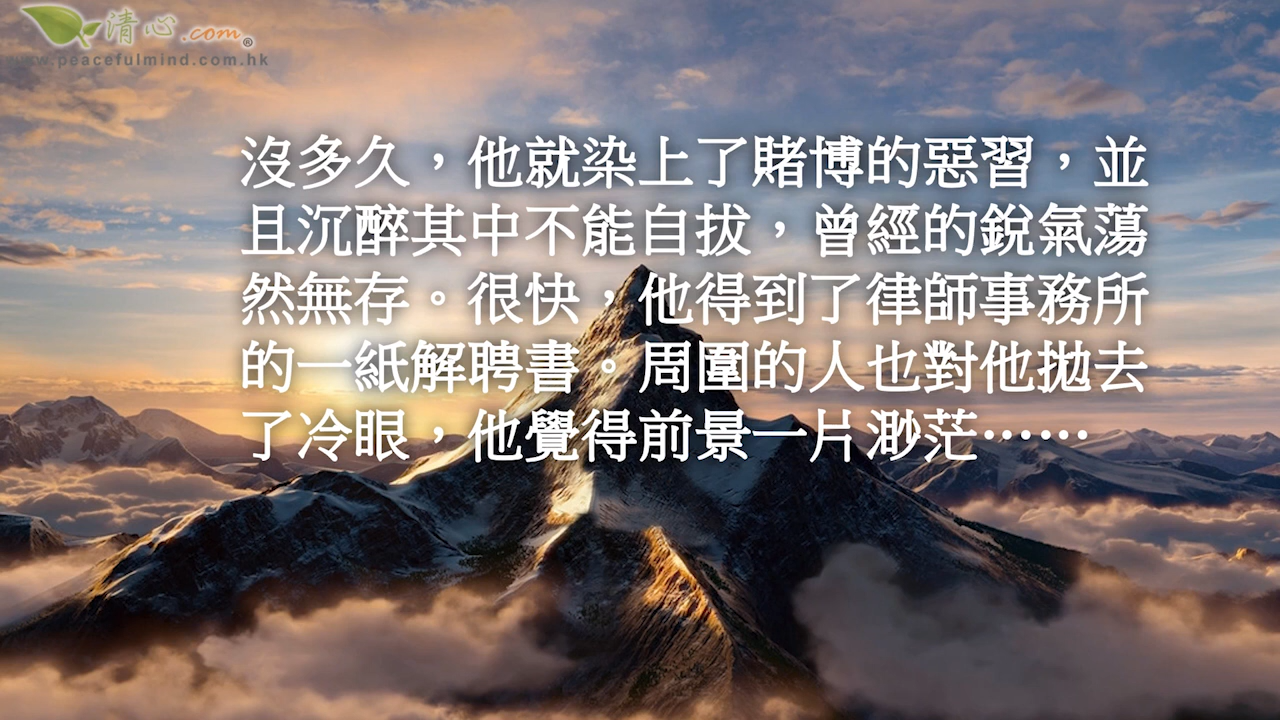 清心.com®
www.peacefulmind.com.hk
沒多久，他就染上了賭博的惡習，並
且沉醉其中不能自拔，曾經的銳氣蕩
然無存。很快，他得到了律師事務所
的一紙解聘書。周圍的人也對他拋去
了冷眼，他覺得前景一片渺茫……